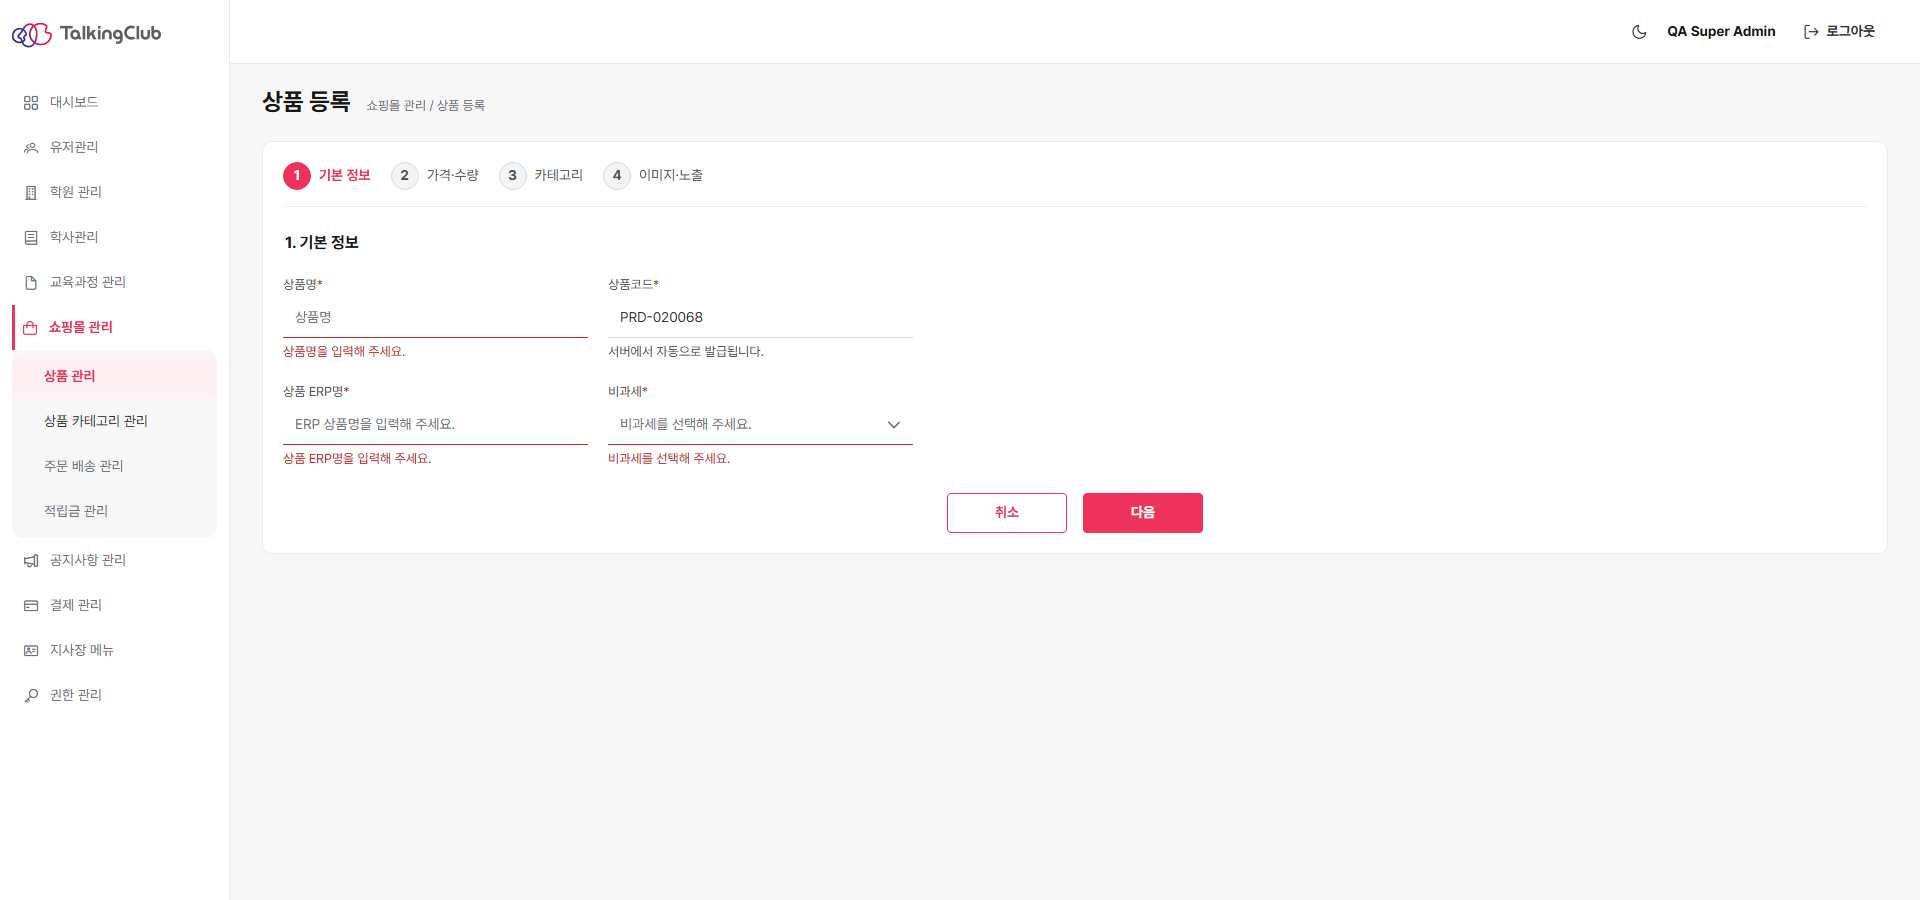 TalkingClub
QA Super Admin
로그아웃
대시보드
유저관리
학원 관리
학사관리
교육과정 관리
쇼핑몰 관리
상품 관리
상품 카테고리 관리
주문 배송 관리
적립금 관리
공지사항 관리
결제 관리
지사장 메뉴
권한 관리
상품 등록 쇼핑몰 관리 / 상품 등록
1 기본 정보 2 가격·수량 3 카테고리 4 이미지·노출
1. 기본 정보
상품명* 상품코드*
상품명 PRD-020068
상품명을 입력해 주세요. 서버에서 자동으로 발급됩니다.
상품 ERP명* 비과세*
ERP 상품명을 입력해 주세요. 비과세를 선택해 주세요.
상품 ERP명을 입력해 주세요. 비과세를 선택해 주세요.
취소 다음